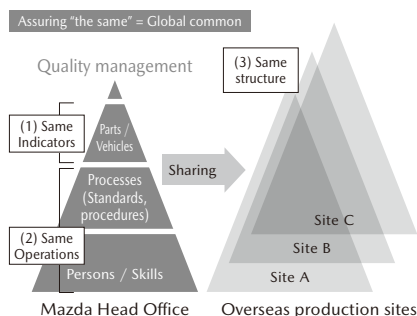 Assuring “the same” = Global common
Quality management
(3) Same
structure
(1) Same
Indicators
Parts /
Vehicles
Sharing
Processes
(Standards,
procedures)
(2) Same
Operations
Persons / Skills
Site C
Site B
Site A
Mazda Head Office
Overseas production sites